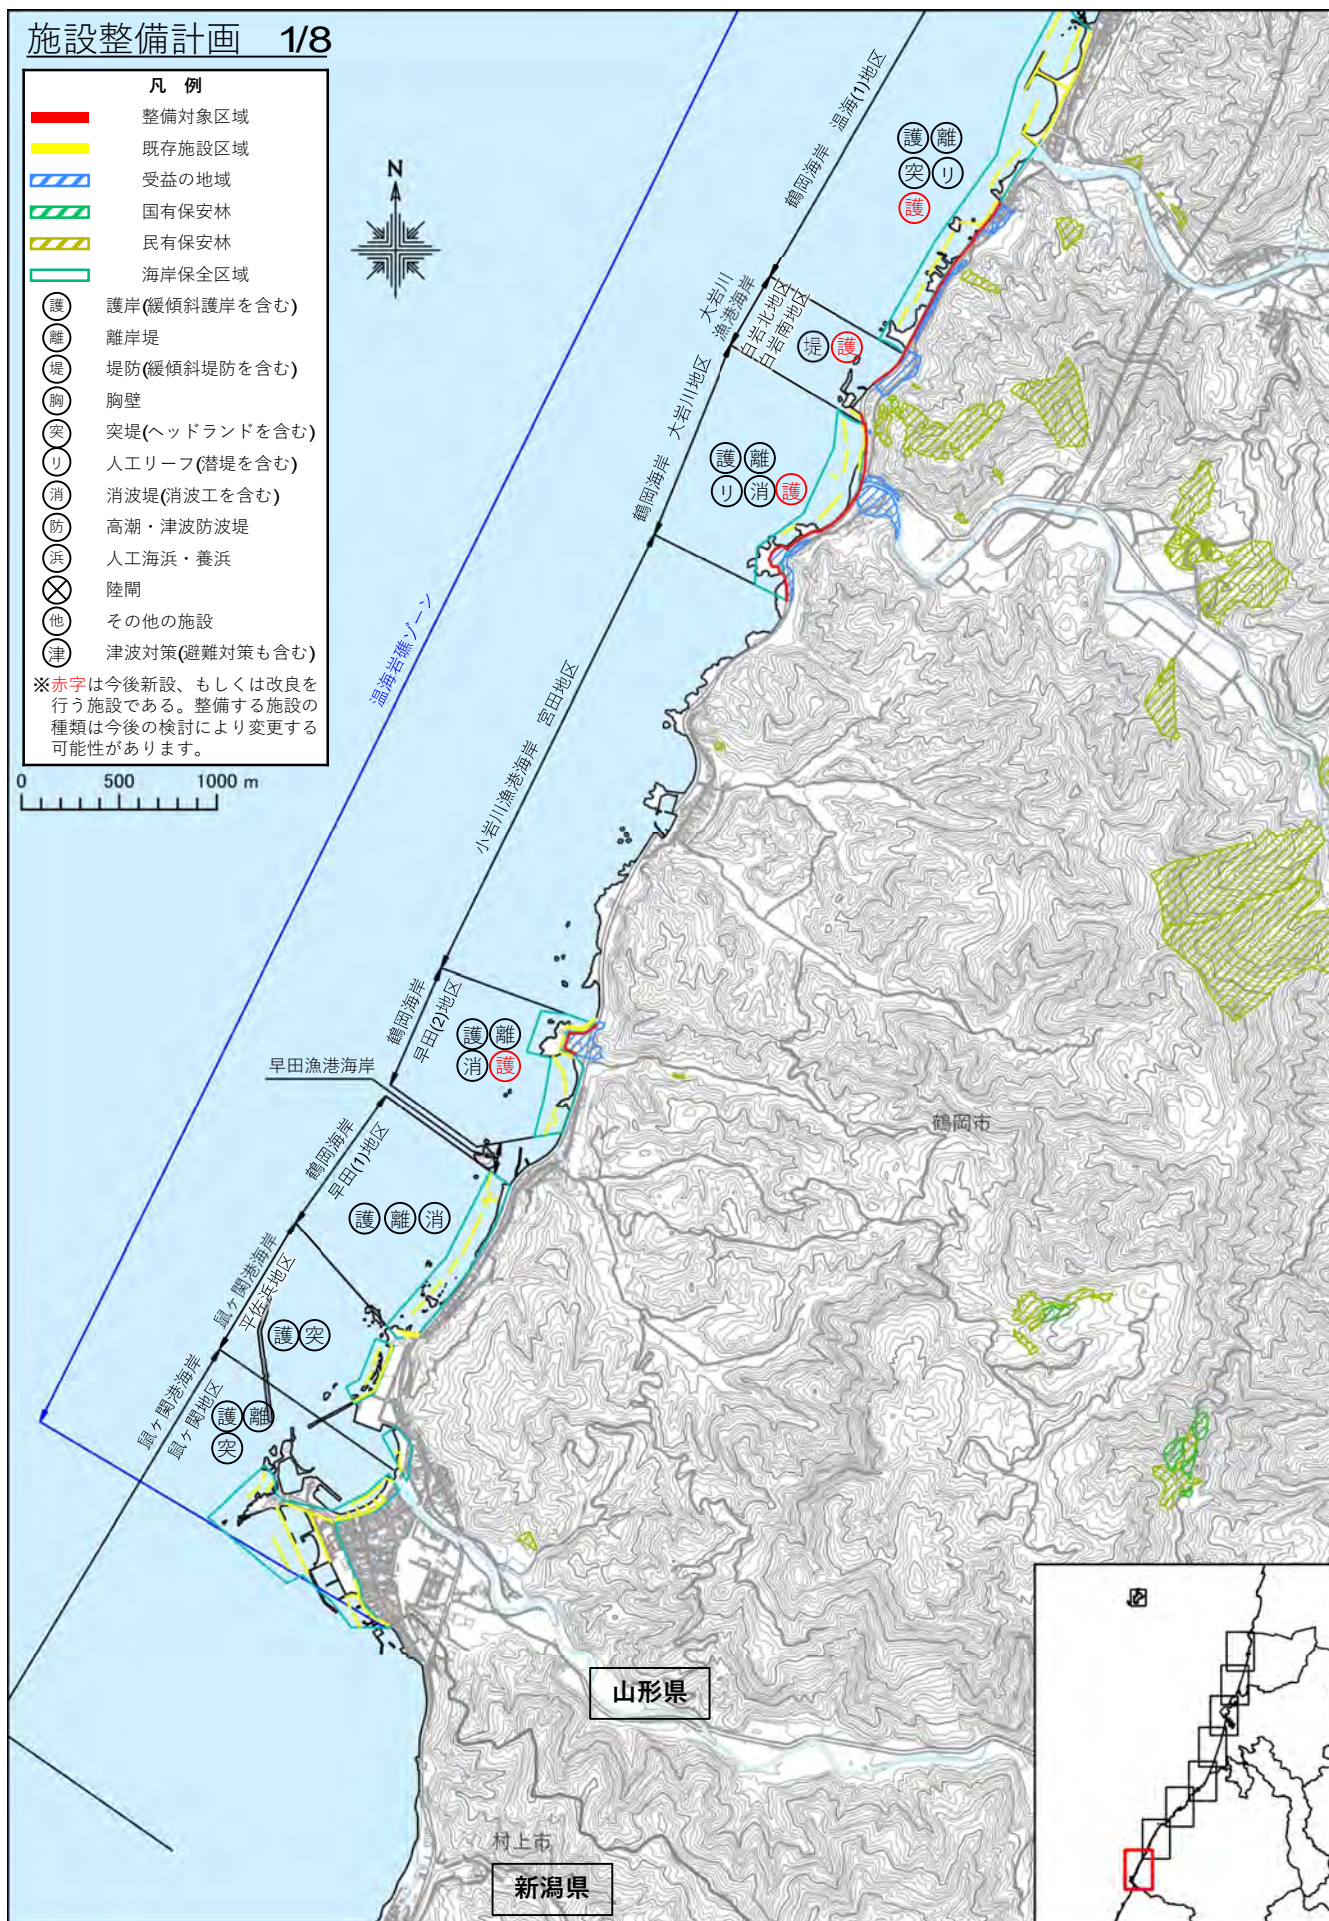 施設整備計画 1/8
凡 例
整備対象区域
既存施設区域
受益の地域
国有保安林
民有保安林
海岸保全区域
護 護岸(緩傾斜護岸を含む)
離 離岸堤
堤 堤防(緩傾斜堤防を含む)
胸 胸壁
突 突堤(ヘッドランドを含む)
リ 人工リーフ(潜堤を含む)
消 消波堤(消波工を含む)
防 高潮・津波防波堤
浜 人工海浜・養浜
陸閘
他 その他の施設
津 津波対策(避難対策も含む)
※赤字は今後新設、もしくは改良を
行う施設である。整備する施設の
種類は今後の検討により変更する
可能性があります。
0 500 1000 m
N
鶴岡海岸 温海(1)地区
護 離
突 リ
護
大岩川
漁港海岸
白岩北地区
白岩南地区
堤 護
鶴岡海岸 大岩川地区
護 離
リ 消 護
温海岩礁ゾーン
小岩川漁港海岸 宮田地区
鶴岡海岸
早田(2)地区
護 離
消 護
早田漁港海岸
鶴岡海岸
早田(1)地区
護 離 消
鼠ヶ関港海岸
平佐浜地区
護 突
鼠ヶ関港海岸
鼠ヶ関地区
護 離
突
鶴岡市
山形県
村上市
新潟県